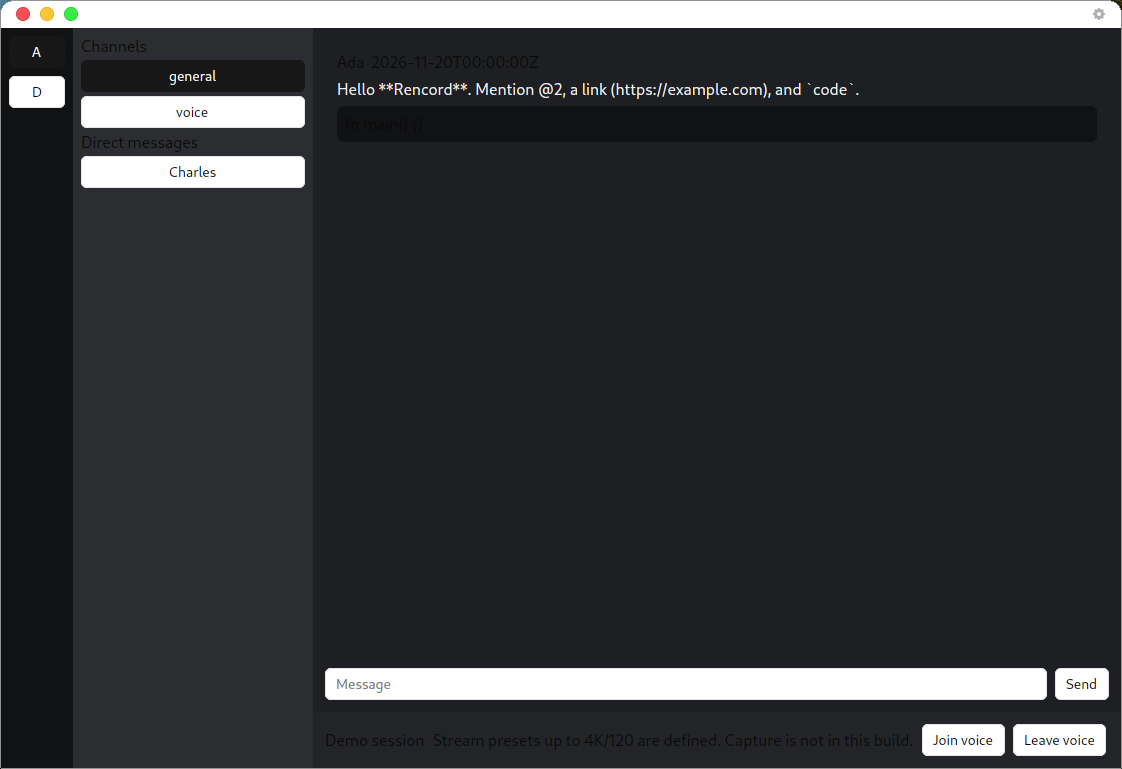 A
D
Channels
general
voice
Direct messages
Charles
Ada 2026-11-20T00:00:00Z
Hello **Rencord**. Mention @2, a link (https://example.com), and `code`.
fn main() {}
Message
Send
Demo session Stream presets up to 4K/120 are defined. Capture is not in this build.
Join voice
Leave voice